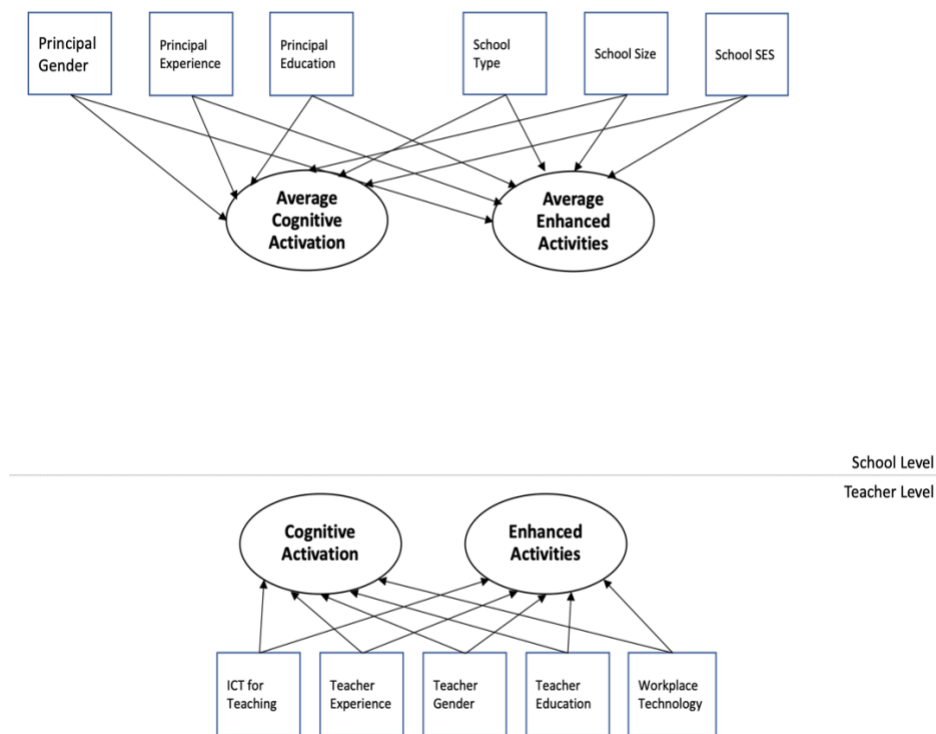 Principal
Gender
Principal
Experience
Principal
Education
School
Type
School Size
School SES
Average
Cognitive
Activation
Average
Enhanced
Activities
School Level
Teacher Level
Cognitive
Activation
Enhanced
Activities
ICT for
Teaching
Teacher
Experience
Teacher
Gender
Teacher
Education
Workplace
Technology